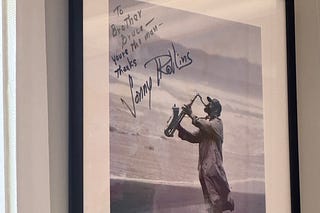 To
Brother
Bruce —
you're the man —
Thanks
Sonny Rollins